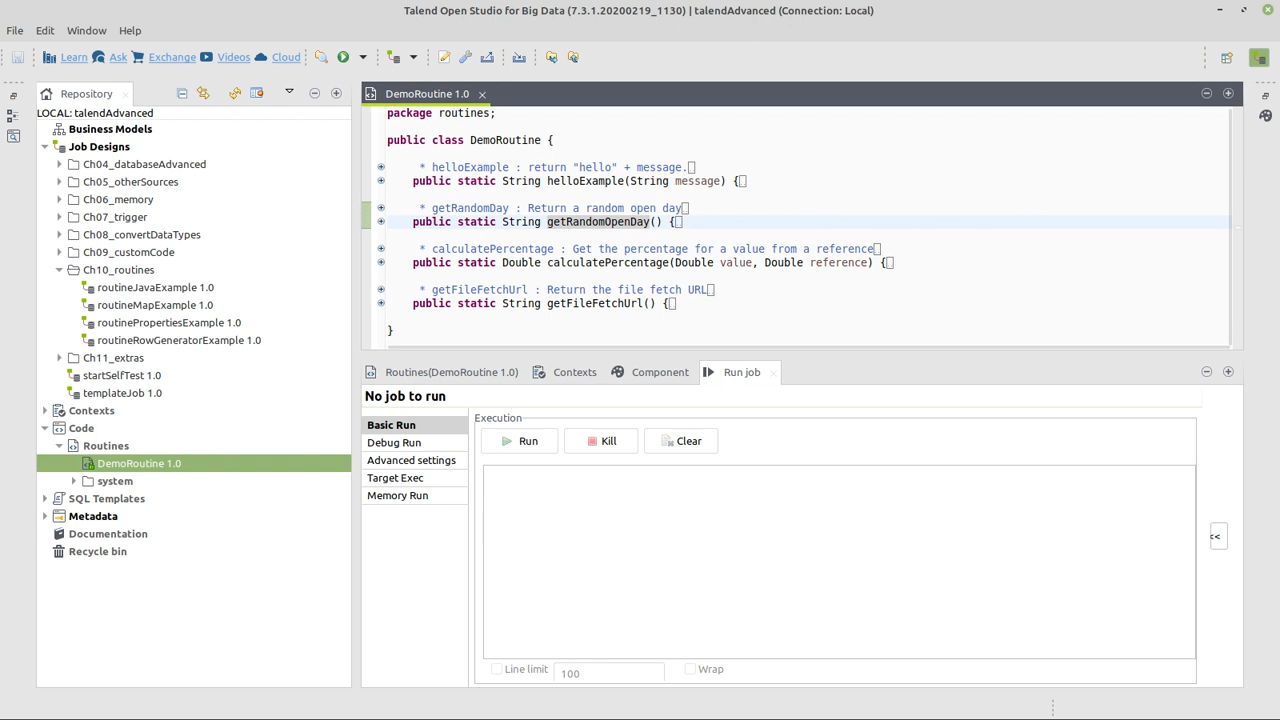 Talend Open Studio for Big Data (7.3.1.20200219_1130) | talendAdvanced (Connection: Local)
File Edit Window Help
Learn Ask Exchange Videos Cloud
Repository
LOCAL: talendAdvanced
Business Models
Job Designs
Ch04_databaseAdvanced
Ch05_otherSources
Ch06_memory
Ch07_trigger
Ch08_convertDataTypes
Ch09_customCode
Ch10_routines
routineJavaExample 1.0
routineMapExample 1.0
routinePropertiesExample 1.0
routineRowGeneratorExample 1.0
Ch11_extras
startSelfTest 1.0
templateJob 1.0
Contexts
Code
Routines
DemoRoutine 1.0
system
SQL Templates
Metadata
Documentation
Recycle bin
DemoRoutine 1.0
package routines;
public class DemoRoutine {
* helloExample : return "hello" + message.
public static String helloExample(String message) {
* getRandomDay : Return a random open day
public static String getRandomOpenDay() {
* calculatePercentage : Get the percentage for a value from a reference
public static Double calculatePercentage(Double value, Double reference) {
* getFileFetchUrl : Return the file fetch URL
public static String getFileFetchUrl() {
}
Routines(DemoRoutine 1.0) Contexts Component Run job
No job to run
Basic Run
Debug Run
Advanced settings
Target Exec
Memory Run
Execution
Run Kill Clear
<<
Line limit 100 Wrap